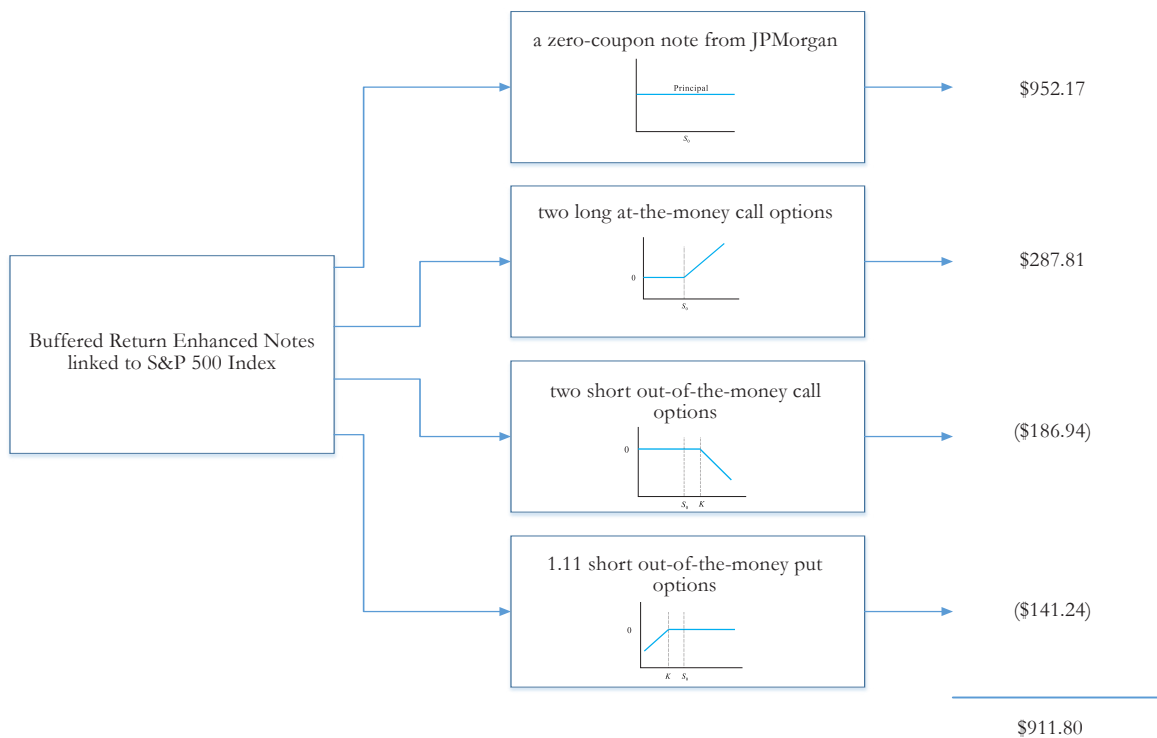 a zero-coupon note from JPMorgan
Principal
S₀
$952.17
two long at-the-money call options
0
S₀
$287.81
Buffered Return Enhanced Notes
linked to S&P 500 Index
two short out-of-the-money call
options
0
S₀ K
($186.94)
1.11 short out-of-the-money put
options
0
K S₀
($141.24)
$911.80